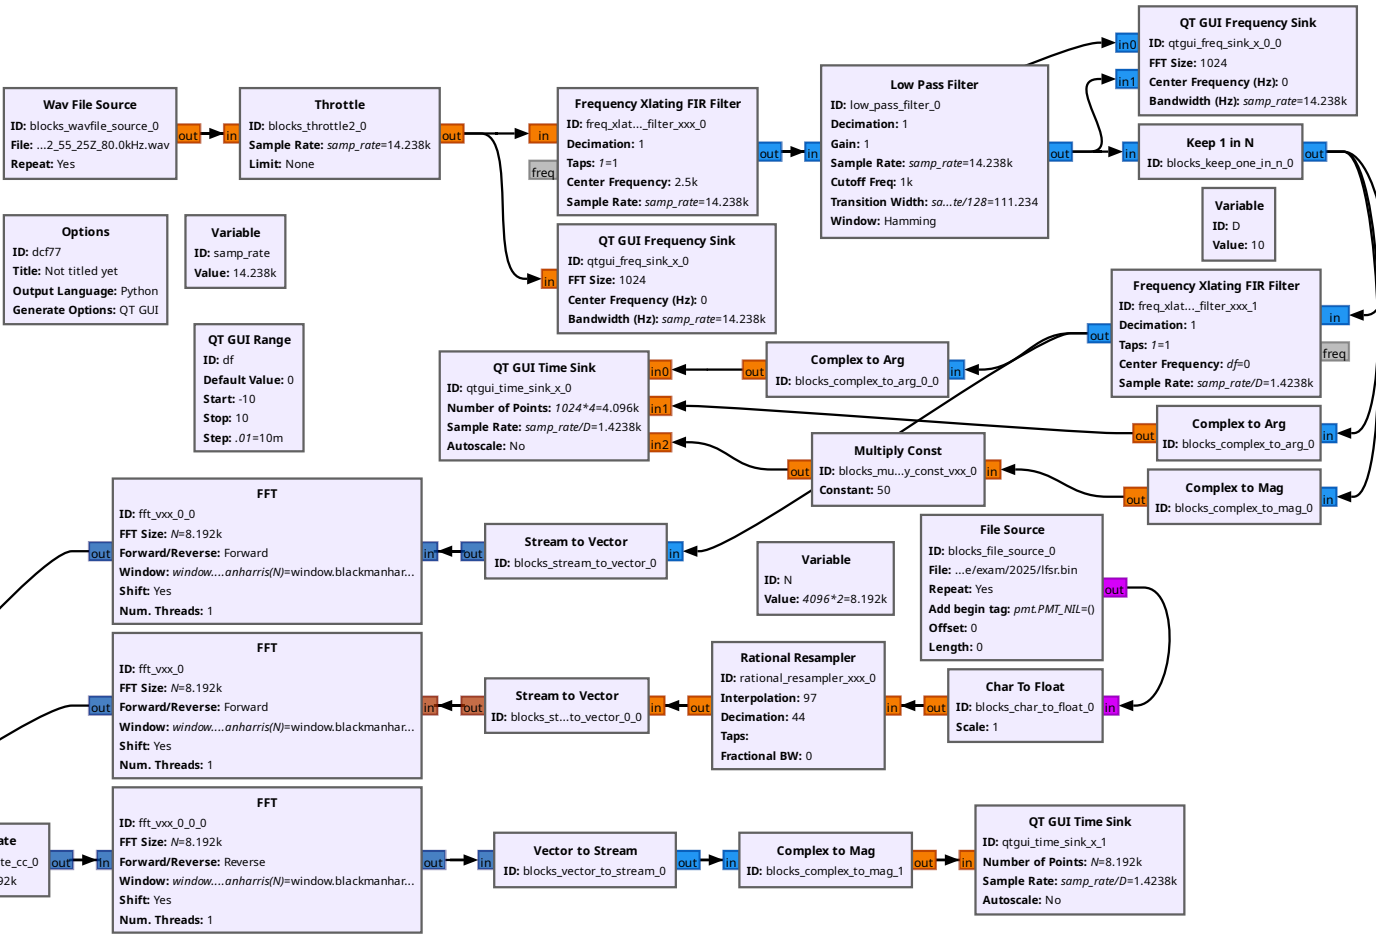 QT GUI Frequency Sink
in0
ID: qtgui_freq_sink_x_0_0
FFT Size: 1024
in1
Center Frequency (Hz): 0
Bandwidth (Hz): samp_rate=14.238k
Wav File Source
ID: blocks_wavfile_source_0
File: ...2_55_25Z_80.0kHz.wav
Repeat: Yes
out
in
Throttle
ID: blocks_throttle2_0
Sample Rate: samp_rate=14.238k
Limit: None
out
in
freq
Frequency Xlating FIR Filter
ID: freq_xlat..._filter_xxx_0
Decimation: 1
Taps: 1=1
Center Frequency: 2.5k
Sample Rate: samp_rate=14.238k
out
in
Low Pass Filter
ID: low_pass_filter_0
Decimation: 1
Gain: 1
Sample Rate: samp_rate=14.238k
Cutoff Freq: 1k
Transition Width: sa...te/128=111.234
Window: Hamming
out
in
Keep 1 in N
ID: blocks_keep_one_in_n_0
out
Options
ID: dcf77
Title: Not titled yet
Output Language: Python
Generate Options: QT GUI
Variable
ID: samp_rate
Value: 14.238k
in
QT GUI Frequency Sink
ID: qtgui_freq_sink_x_0
FFT Size: 1024
Center Frequency (Hz): 0
Bandwidth (Hz): samp_rate=14.238k
Variable
ID: D
Value: 10
QT GUI Range
ID: df
Default Value: 0
Start: -10
Stop: 10
Step: .01=10m
out
Frequency Xlating FIR Filter
ID: freq_xlat..._filter_xxx_1
Decimation: 1
Taps: 1=1
Center Frequency: df=0
Sample Rate: samp_rate/D=1.4238k
in
freq
QT GUI Time Sink
ID: qtgui_time_sink_x_0
Number of Points: 1024*4=4.096k
Sample Rate: samp_rate/D=1.4238k
Autoscale: No
in0
in1
in2
out
Complex to Arg
ID: blocks_complex_to_arg_0_0
in
out
Complex to Arg
ID: blocks_complex_to_arg_0
in
out
Multiply Const
ID: blocks_mu...y_const_vxx_0
Constant: 50
in
out
Complex to Mag
ID: blocks_complex_to_mag_0
in
out
FFT
ID: fft_vxx_0_0
FFT Size: N=8.192k
Forward/Reverse: Forward
Window: window....anharris(N)=window.blackmanhar...
Shift: Yes
Num. Threads: 1
in
out
Stream to Vector
ID: blocks_stream_to_vector_0
in
Variable
ID: N
Value: 4096*2=8.192k
File Source
ID: blocks_file_source_0
File: ...e/exam/2025/lfsr.bin
Repeat: Yes
Add begin tag: pmt.PMT_NIL=()
Offset: 0
Length: 0
out
out
FFT
ID: fft_vxx_0
FFT Size: N=8.192k
Forward/Reverse: Forward
Window: window....anharris(N)=window.blackmanhar...
Shift: Yes
Num. Threads: 1
in
out
Stream to Vector
ID: blocks_st...to_vector_0_0
in
out
Rational Resampler
ID: rational_resampler_xxx_0
Interpolation: 97
Decimation: 44
Taps:
Fractional BW: 0
in
out
Char To Float
ID: blocks_char_to_float_0
Scale: 1
in
ate
te_cc_0
92k
out
in
FFT
ID: fft_vxx_0_0_0
FFT Size: N=8.192k
Forward/Reverse: Reverse
Window: window....anharris(N)=window.blackmanhar...
Shift: Yes
Num. Threads: 1
out
in
Vector to Stream
ID: blocks_vector_to_stream_0
out
in
Complex to Mag
ID: blocks_complex_to_mag_1
out
in
QT GUI Time Sink
ID: qtgui_time_sink_x_1
Number of Points: N=8.192k
Sample Rate: samp_rate/D=1.4238k
Autoscale: No